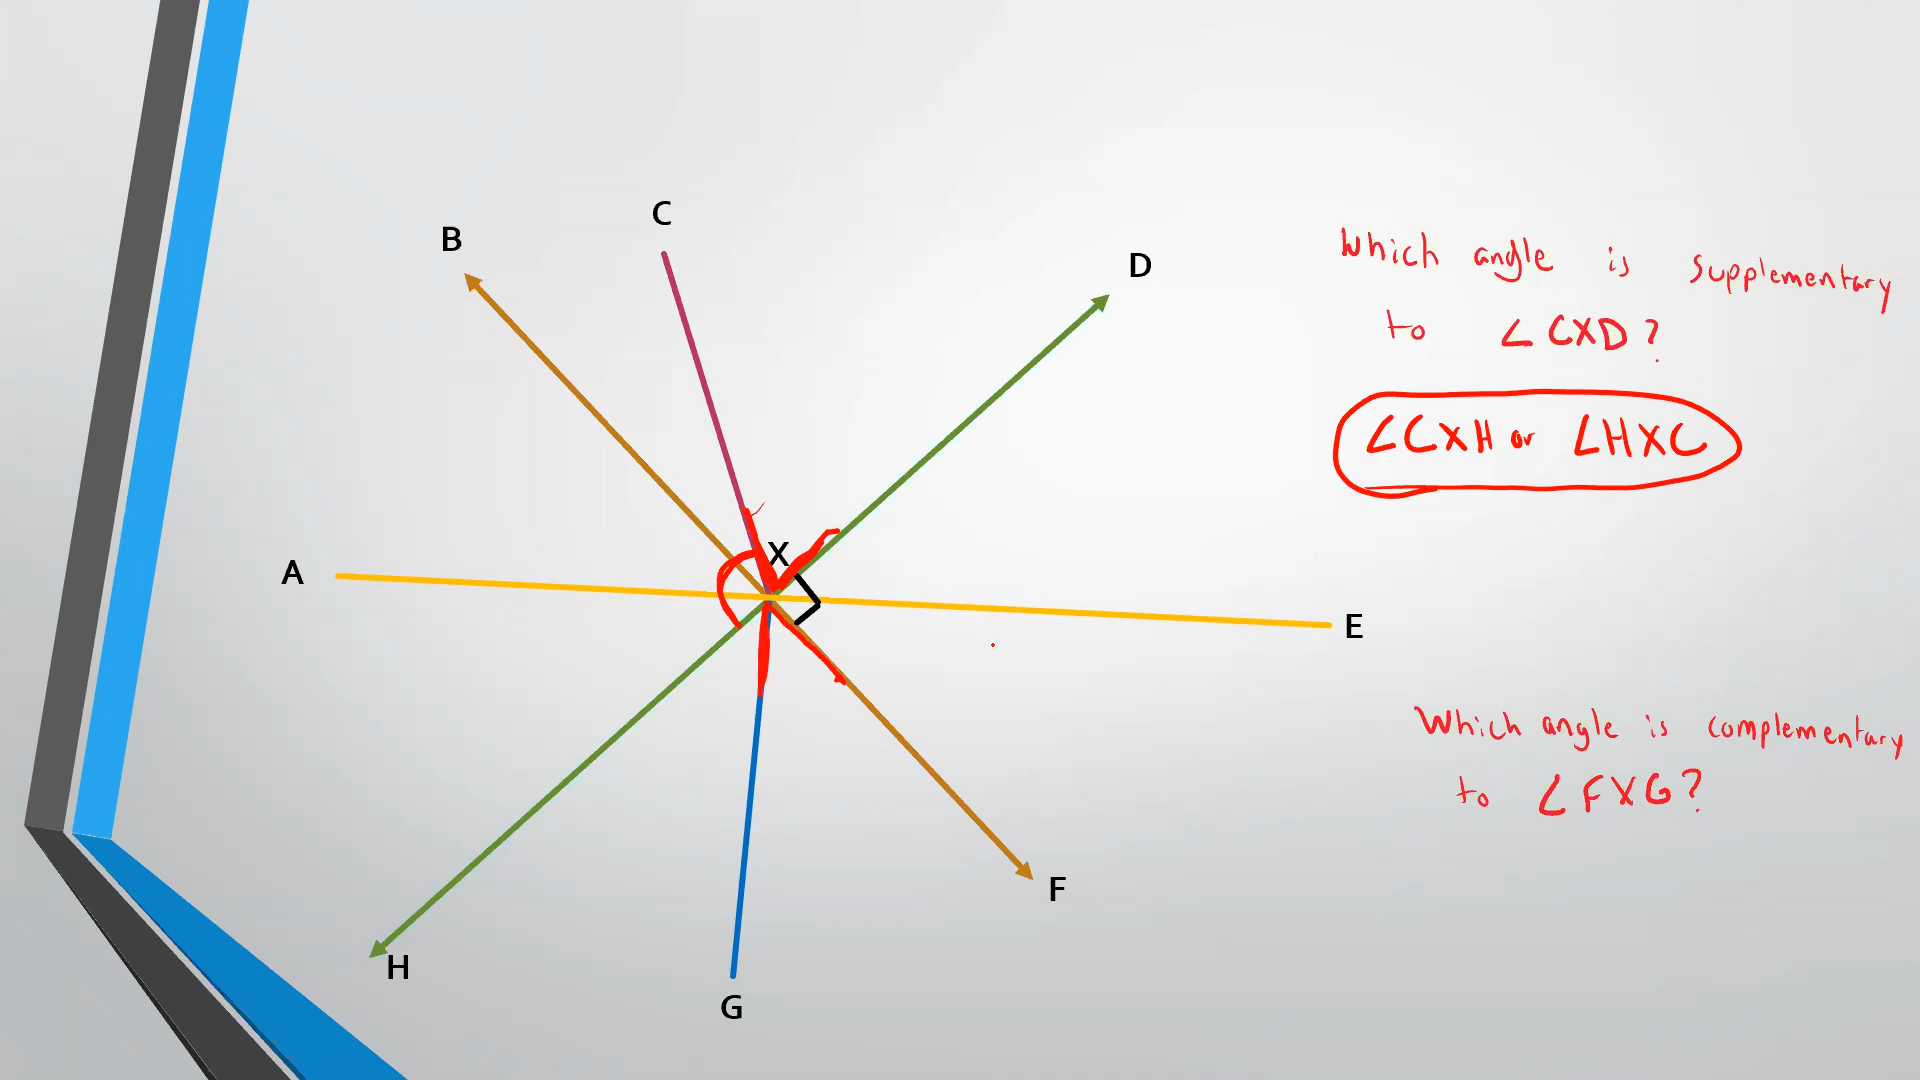 C
B
D
X
A
E
F
H
G
Which angle is supplementary
to ∠CXD?
∠CXH or ∠HXC
Which angle is complementary
to ∠FXG?